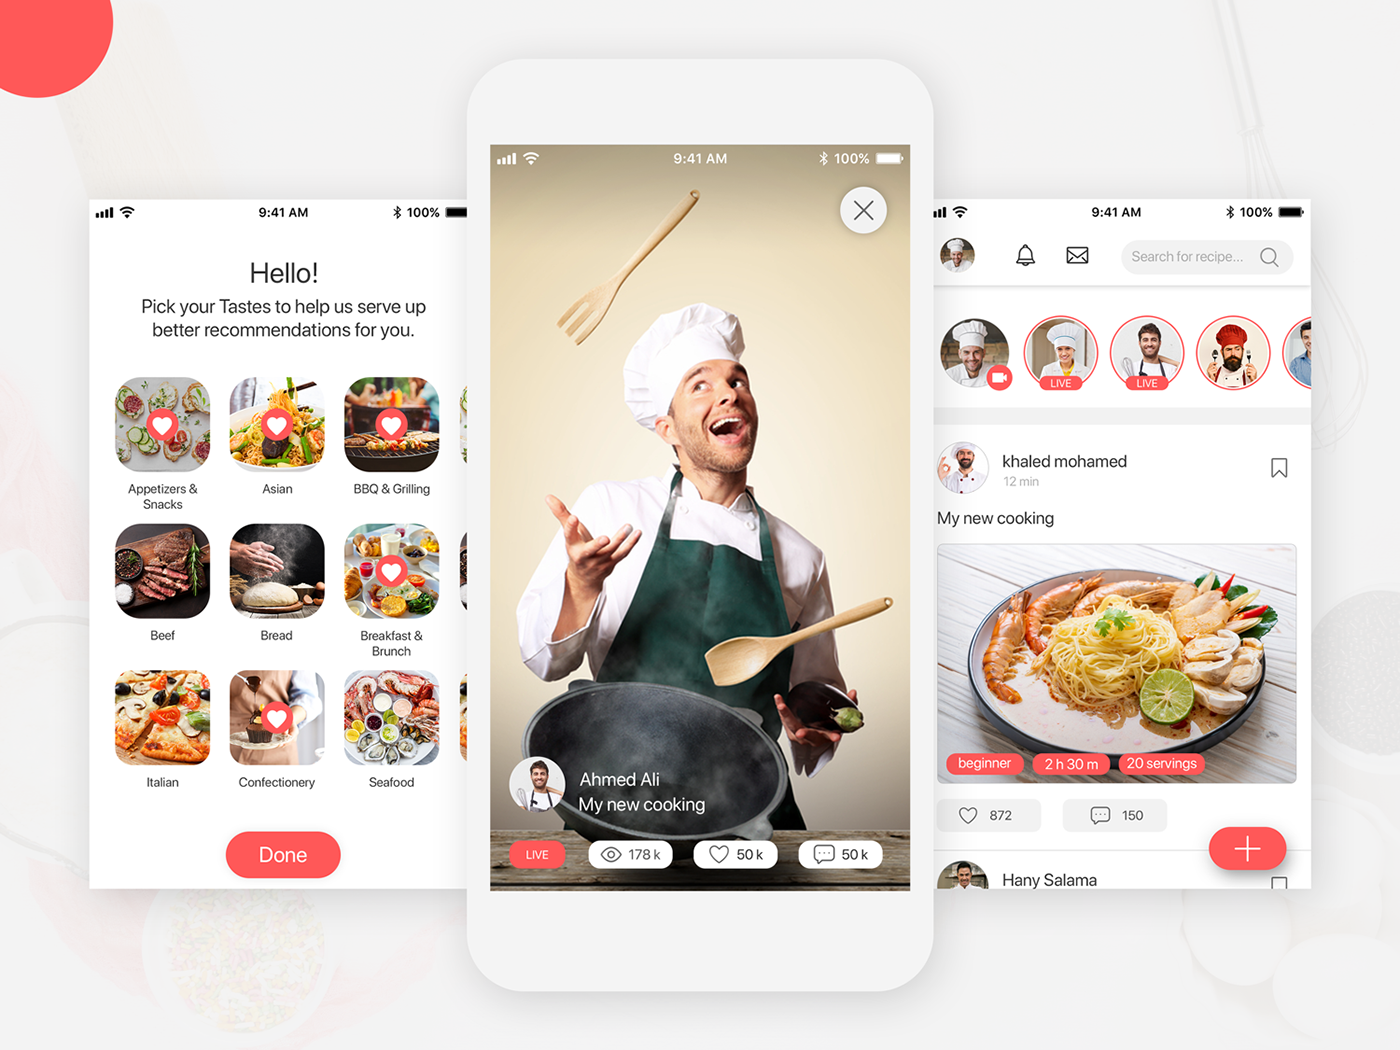 9:41 AM
100%
Hello!
Pick your Tastes to help us serve up
better recommendations for you.
Appetizers &
Snacks
Asian
BBQ & Grilling
Beef
Bread
Breakfast &
Brunch
Italian
Confectionery
Seafood
Done
9:41 AM
100%
Ahmed Ali
My new cooking
LIVE
178 k
50 k
50 k
9:41 AM
100%
Search for recipe...
LIVE
LIVE
khaled mohamed
12 min
My new cooking
beginner
2 h 30 m
20 servings
872
150
Hany Salama